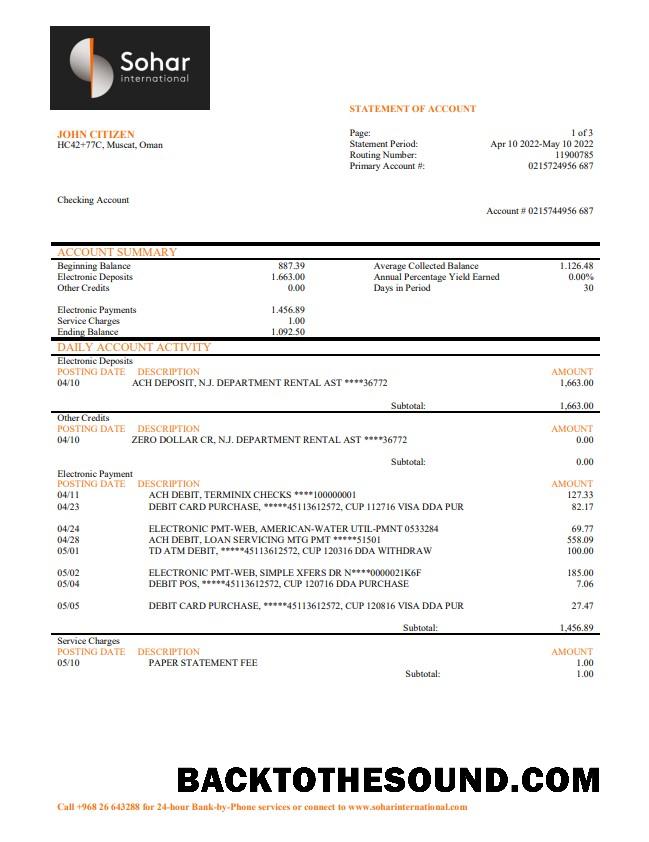 Sohar
international
STATEMENT OF ACCOUNT
JOHN CITIZEN
HC42+77C, Muscat, Oman
Page: 1 of 3
Statement Period: Apr 10 2022-May 10 2022
Routing Number: 11900785
Primary Account #: 0215724956 687
Checking Account
Account # 0215744956 687
ACCOUNT SUMMARY
Beginning Balance 887.39 Average Collected Balance 1.126.48
Electronic Deposits 1.663.00 Annual Percentage Yield Earned 0.00%
Other Credits 0.00 Days in Period 30
Electronic Payments 1.456.89
Service Charges 1.00
Ending Balance 1.092.50
DAILY ACCOUNT ACTIVITY
Electronic Deposits
POSTING DATE DESCRIPTION AMOUNT
04/10 ACH DEPOSIT, N.J. DEPARTMENT RENTAL AST ****36772 1,663.00
Subtotal: 1,663.00
Other Credits
POSTING DATE DESCRIPTION AMOUNT
04/10 ZERO DOLLAR CR, N.J. DEPARTMENT RENTAL AST ****36772 0.00
Subtotal: 0.00
Electronic Payment
POSTING DATE DESCRIPTION AMOUNT
04/11 ACH DEBIT, TERMINIX CHECKS ****100000001 127.33
04/23 DEBIT CARD PURCHASE, *****45113612572, CUP 112716 VISA DDA PUR 82.17
04/24 ELECTRONIC PMT-WEB, AMERICAN-WATER UTIL-PMNT 0533284 69.77
04/28 ACH DEBIT, LOAN SERVICING MTG PMT *****51501 558.09
05/01 TD ATM DEBIT, *****45113612572, CUP 120316 DDA WITHDRAW 100.00
05/02 ELECTRONIC PMT-WEB, SIMPLE XFERS DR N****0000021K6F 185.00
05/04 DEBIT POS, *****45113612572, CUP 120716 DDA PURCHASE 7.06
05/05 DEBIT CARD PURCHASE, *****45113612572, CUP 120816 VISA DDA PUR 27.47
Subtotal: 1,456.89
Service Charges
POSTING DATE DESCRIPTION AMOUNT
05/10 PAPER STATEMENT FEE 1.00
Subtotal: 1.00
BACKTOTHESOUND.COM
Call +968 26 643288 for 24-hour Bank-by-Phone services or connect to www.soharinternational.com